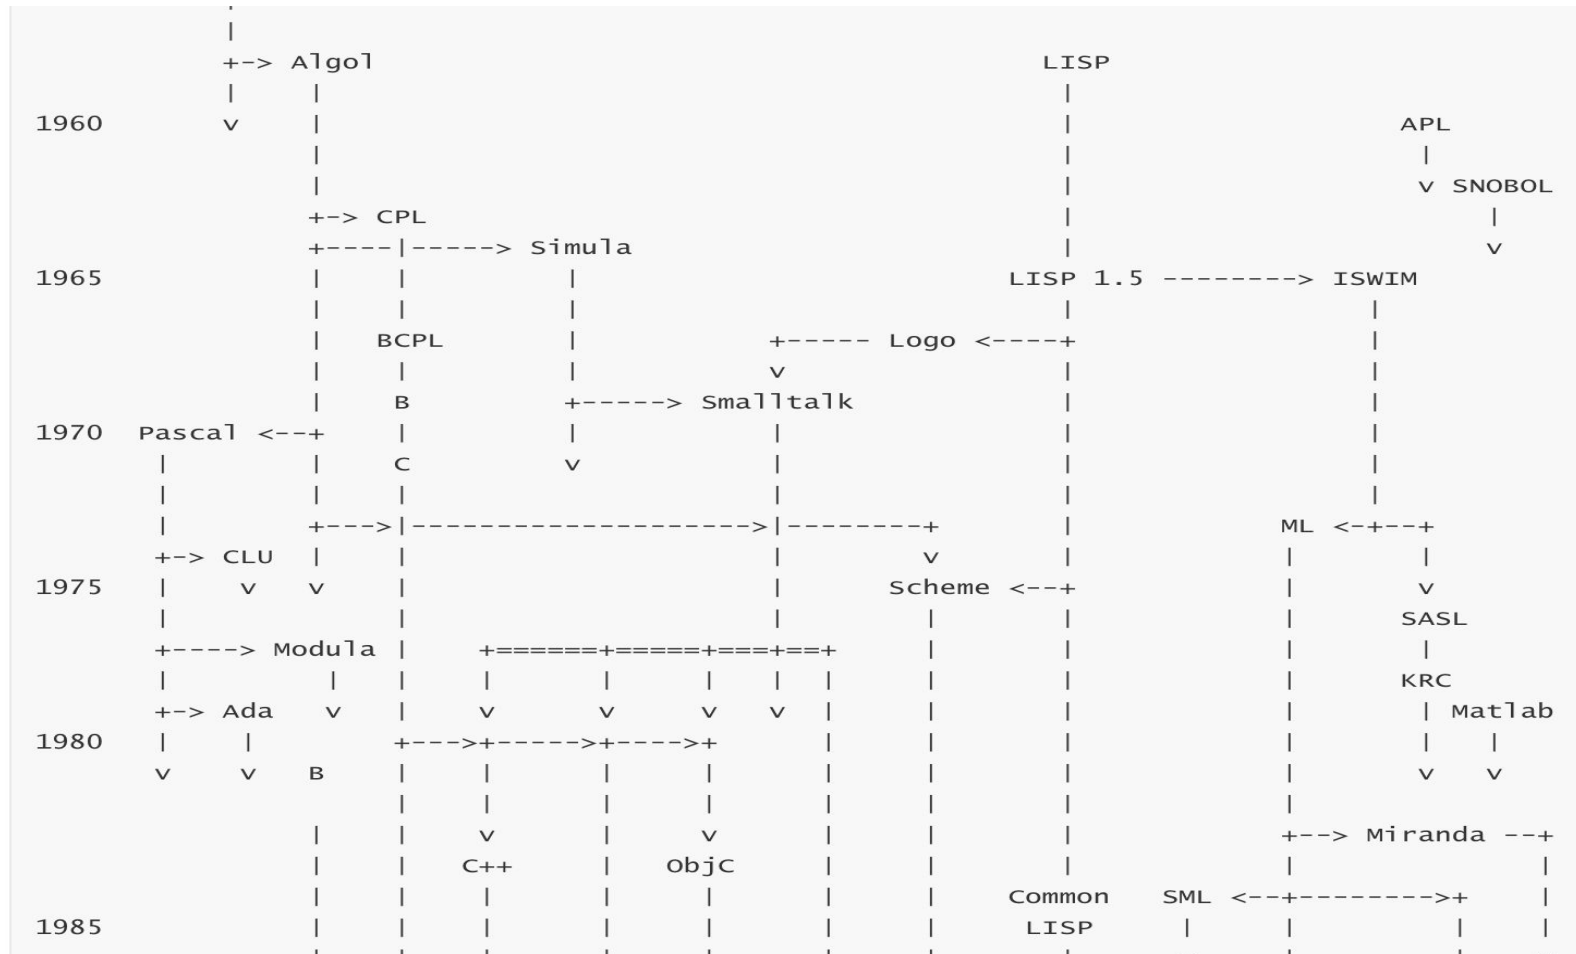 |
           +-> Algol                                       LISP
           |    |                                           |
1960       v    |                                           |                   APL
                |                                           |                    |
                |                                           |                    v SNOBOL
                +-> CPL                                     |                        |
                +----|-----> Simula                         |                        v
1965            |    |         |                         LISP 1.5 --------> ISWIM
                |    |         |                            |                 |
                |   BCPL       |           +----- Logo <----+                 |
                |    |         |           v                |                 |
                |    B         +-----> Smalltalk            |                 |
1970  Pascal <--+    |         |           |                |                 |
       |        |    C         v           |                |                 |
       |        |    |                     |                |                 |
       |        +--->|-------------------->|--------+       |            ML <-+--+
       +-> CLU  |    |                     |        v       |            |       |
1975   |    v   v    |                     |      Scheme <--+            |       v
       |             |                     |        |       |            |      SASL
       +----> Modula |    +======+=====+===+==+     |       |            |       |
       |         |   |    |      |     |   |  |     |       |            |      KRC
       +-> Ada   v   |    v      v     v   v  |     |       |            |       | Matlab
1980   |    |        +--->+----->+---->+      |     |       |            |       |   |
       v    v   B    |    |      |     |      |     |       |            |       v   v
                     |    |      |     |      |     |       |            |
                |    |    v      |     v      |     |       |            +--> Miranda --+
                |    |   C++     |    ObjC    |     |       |            |              |
                |    |    |      |     |      |     |    Common   SML <--+-------->+    |
1985            |    |    |      |     |      |     |     LISP     |     |         |    |
                |    |    |      |     |      |     |       |            |         |    |